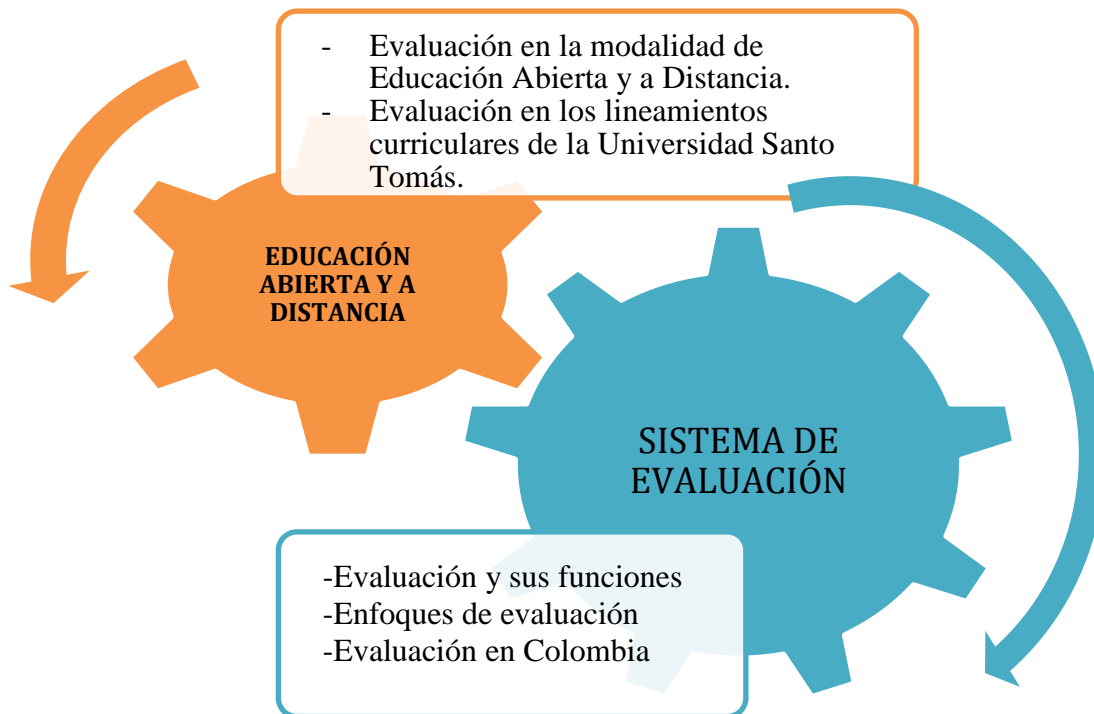 - Evaluación en la modalidad de
Educación Abierta y a Distancia.
- Evaluación en los lineamientos
curriculares de la Universidad Santo
Tomás.
EDUCACIÓN
ABIERTA Y A
DISTANCIA
SISTEMA DE
EVALUACIÓN
-Evaluación y sus funciones
-Enfoques de evaluación
-Evaluación en Colombia